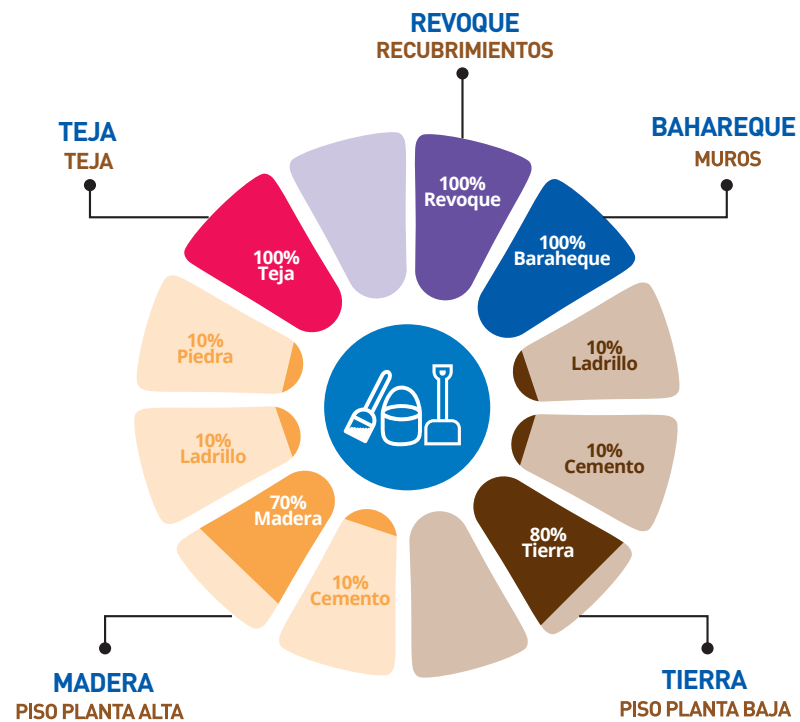 REVOQUE
RECUBRIMIENTOS
TEJA
TEJA
BAHAREQUE
MUROS
100%
Revoque
100%
Baraheque
100%
Teja
10%
Piedra
10%
Ladrillo
10%
Ladrillo
10%
Cemento
70%
Madera
80%
Tierra
10%
Cemento
MADERA
PISO PLANTA ALTA
TIERRA
PISO PLANTA BAJA